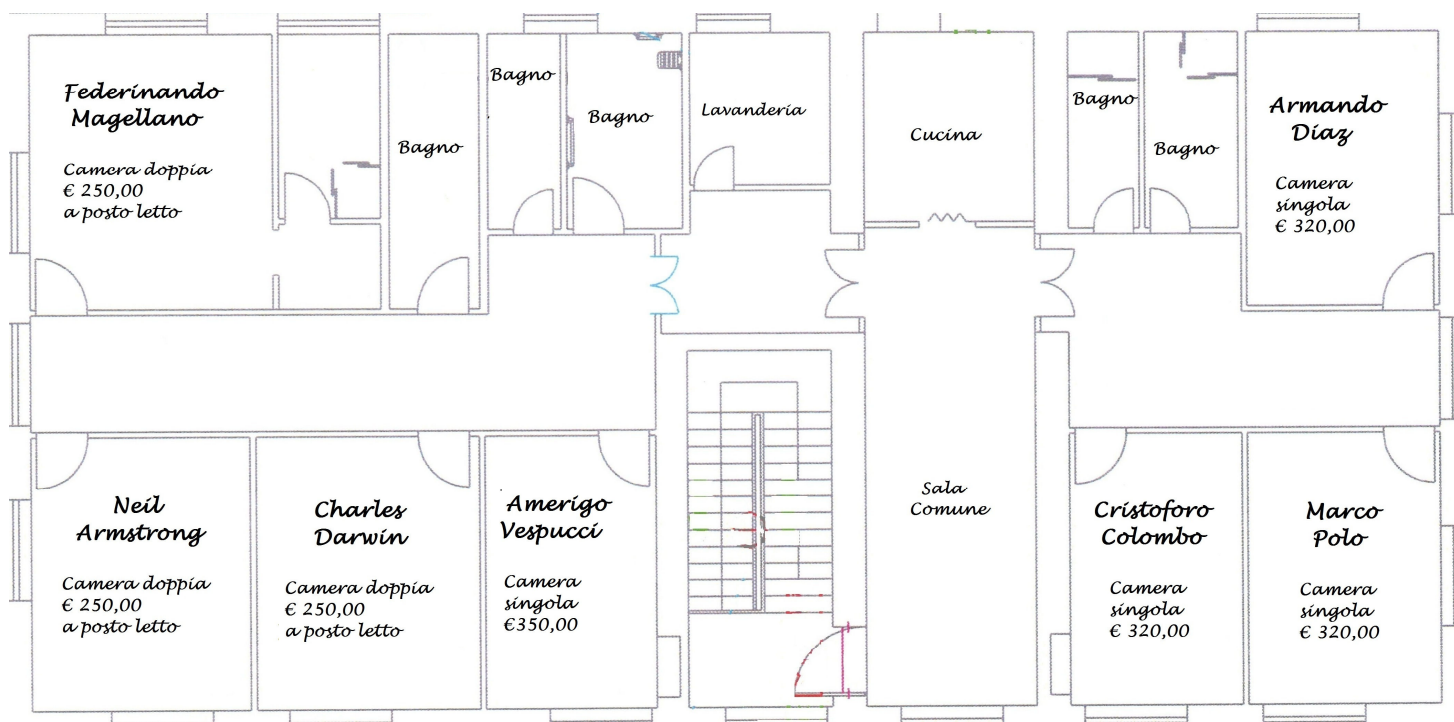 Federinando
Magellano
Camera doppia
€ 250,00
a posto letto
Bagno
Bagno
Bagno
Lavanderia
Cucina
Bagno
Bagno
Armando
Diaz
Camera
singola
€ 320,00
Neil
Armstrong
Camera doppia
€ 250,00
a posto letto
Charles
Darwin
Camera doppia
€ 250,00
a posto letto
Amerigo
Vespucci
Camera
singola
€350,00
Sala
Comune
Cristoforo
Colombo
Camera
singola
€ 320,00
Marco
Polo
Camera
singola
€ 320,00